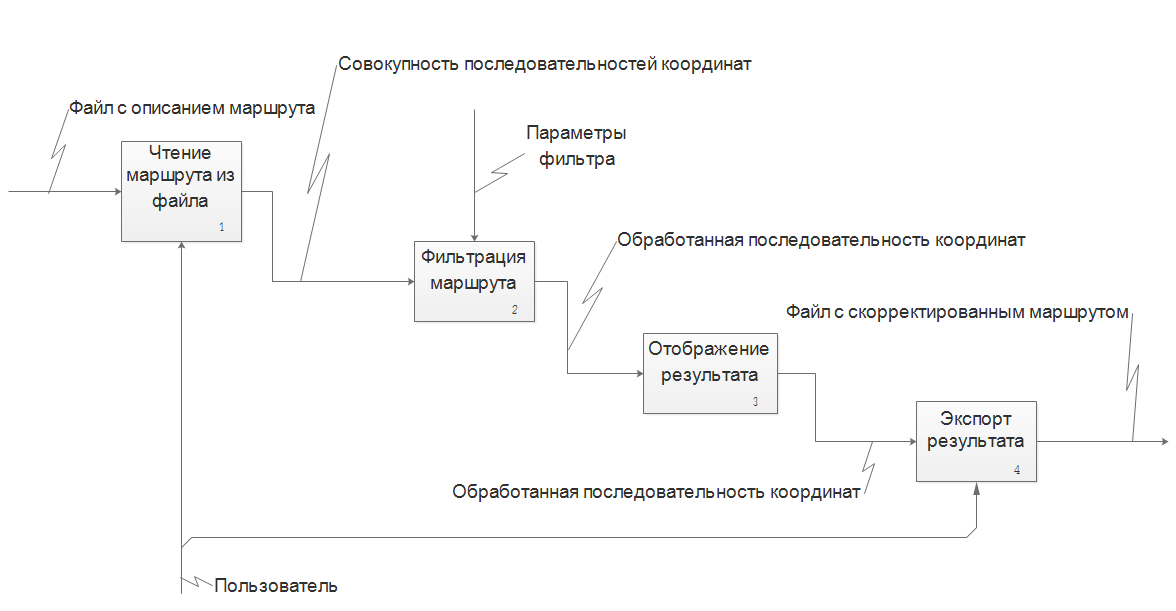 Совокупность последовательностей координат
Файл с описанием маршрута
Параметры
фильтра
Чтение
маршрута из
файла
1
Обработанная последовательность координат
Фильтрация
маршрута
2
Файл с скорректированным маршрутом
Отображение
результата
3
Экспорт
результата
4
Обработанная последовательность координат
Пользователь